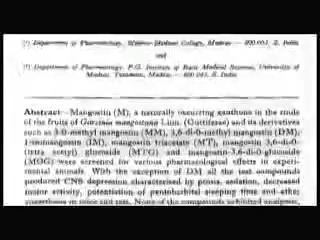 (¹) Department of Pharmacology, Madras Medical College, Madras — 600 003, S. India
and
(²) Department of Pharmacology, P.G. Institute of Basic Medical Sciences, University of
Madras, Taramani, Madras — 600 041, S. India
Abstract—Mangostin (M), a naturally occurring xanthone in the rinds
of the fruits of Garcinia mangostana Linn. (Guttiferae) and its derivatives
such as 3-0-methyl mangostin (MM), 3,6-di-0-methyl mangostin (DM),
1-isomangostin (IM), mangostin triacetate (MT), mangostin 3,6-di-0-
(tetra acetyl) glucoside (MTG) and mangostin-3,6-di-0-glucoside
(MOG) were screened for various pharmacological effects in experi-
mental animals. With the exception of DM all the test compounds
produced CNS depression characterised by ptosis, sedation, decreased
motor activity, potentiation of pentobarbital sleeping time and ether
anaesthesia in mice and rats. None of the compounds exhibited analgesic,